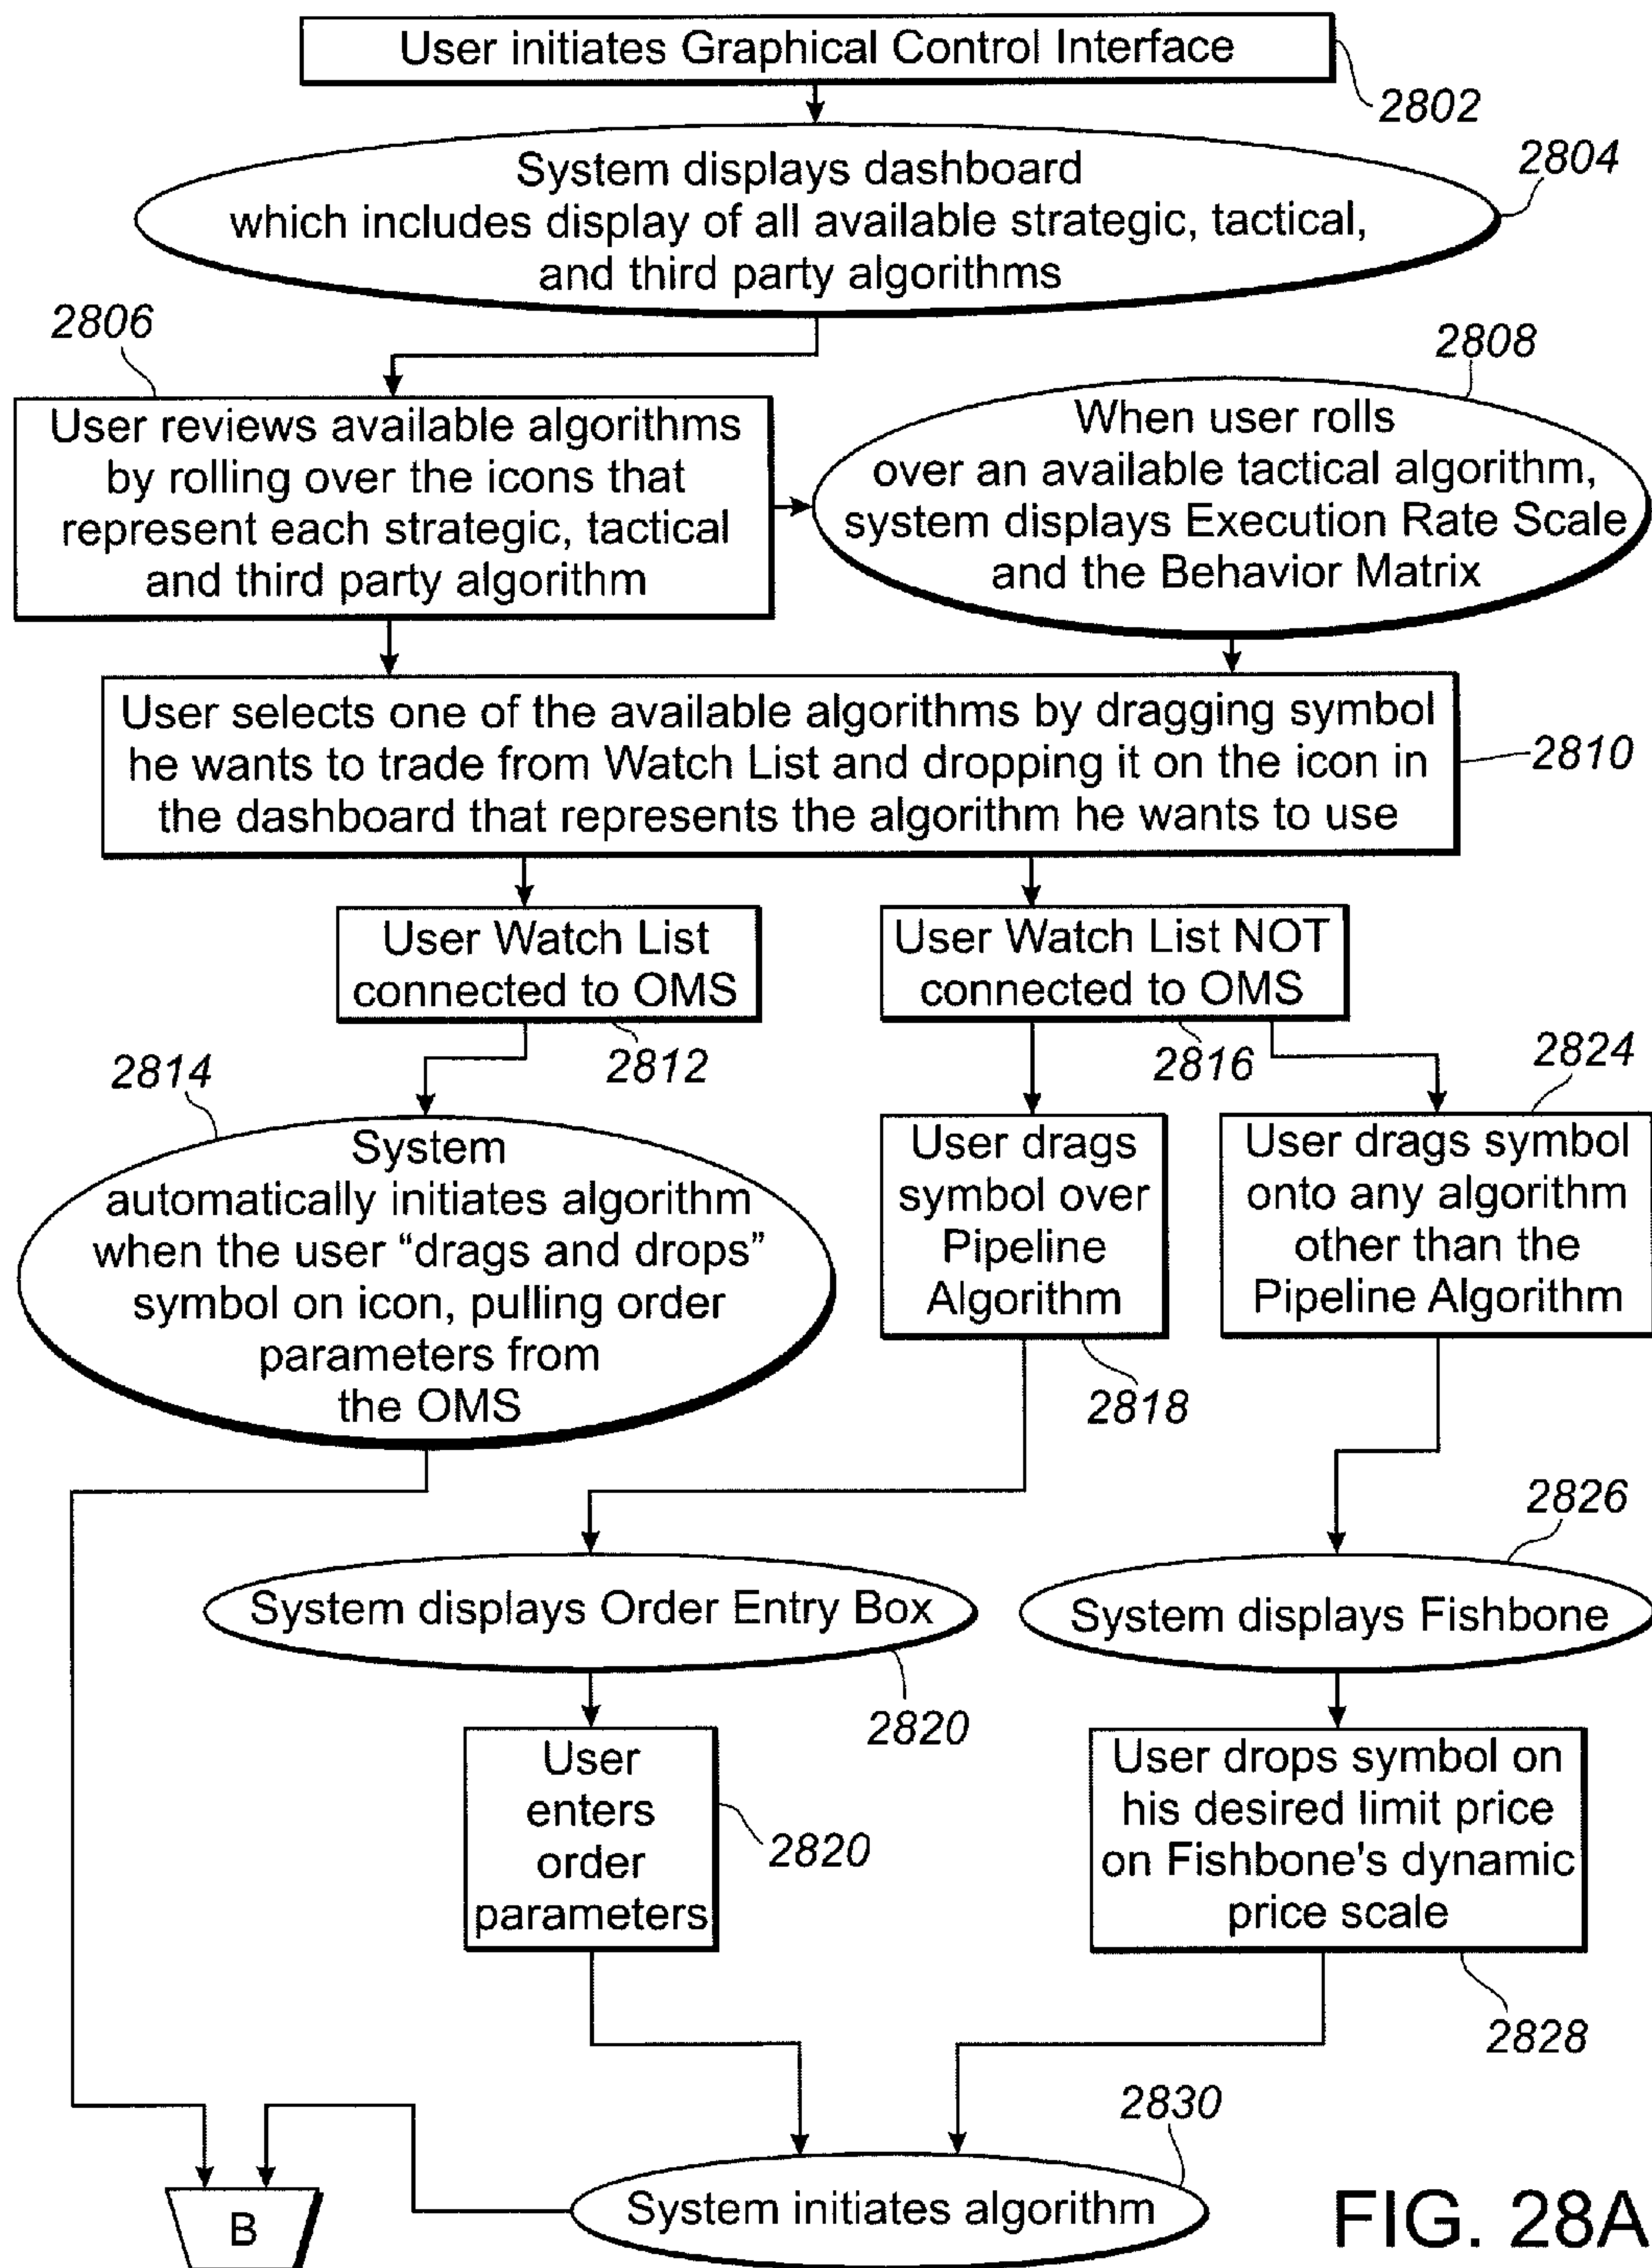 User initiates Graphical Control Interface
2802
System displays dashboard
which includes display of all available strategic, tactical,
and third party algorithms
2804
2806
User reviews available algorithms
by rolling over the icons that
represent each strategic, tactical
and third party algorithm
2808
When user rolls
over an available tactical algorithm,
system displays Execution Rate Scale
and the Behavior Matrix
User selects one of the available algorithms by dragging symbol
he wants to trade from Watch List and dropping it on the icon in
the dashboard that represents the algorithm he wants to use
2810
User Watch List
connected to OMS
2812
User Watch List NOT
connected to OMS
2816
2814
System
automatically initiates algorithm
when the user “drags and drops”
symbol on icon, pulling order
parameters from
the OMS
User drags
symbol over
Pipeline
Algorithm
2818
2824
User drags symbol
onto any algorithm
other than the
Pipeline Algorithm
System displays Order Entry Box
2820
2826
System displays Fishbone
User
enters
order
parameters
2820
User drops symbol on
his desired limit price
on Fishbone's dynamic
price scale
2828
2830
System initiates algorithm
B
FIG. 28A